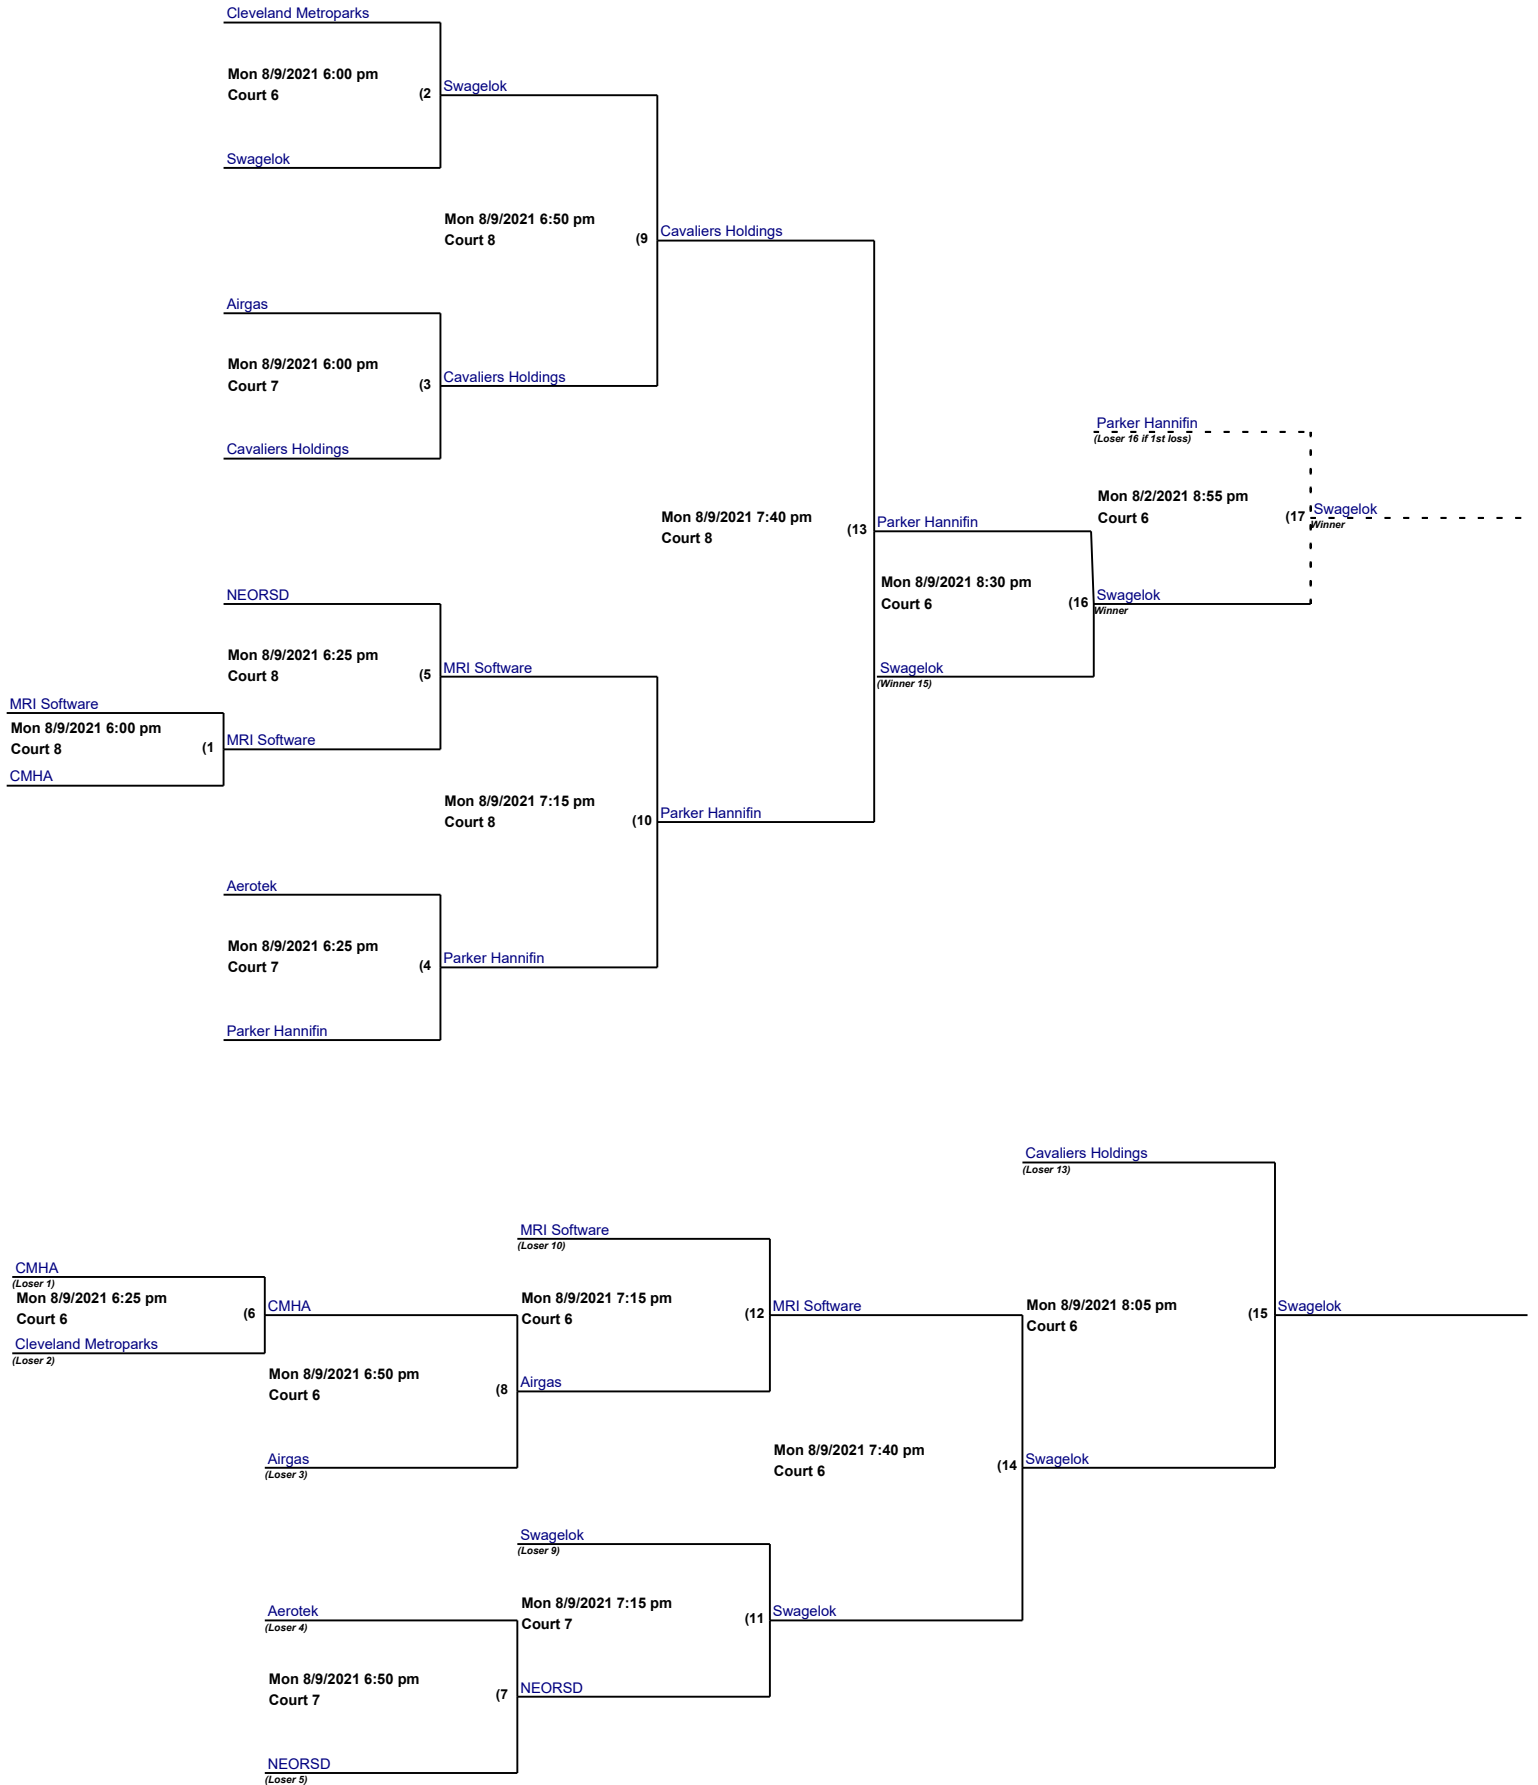 Cleveland Metroparks
Mon 8/9/2021 6:00 pm
Court 6
(2
Swagelok
Swagelok
Mon 8/9/2021 6:50 pm
Court 8
(9
Cavaliers Holdings
Airgas
Mon 8/9/2021 6:00 pm
Court 7
(3
Cavaliers Holdings
Cavaliers Holdings
Parker Hannifin
(Loser 16 if 1st loss)
Mon 8/2/2021 8:55 pm
Court 6
(17
Swagelok
Winner
Mon 8/9/2021 7:40 pm
Court 8
(13
Parker Hannifin
Mon 8/9/2021 8:30 pm
Court 6
(16
Swagelok
Winner
NEORSD
Mon 8/9/2021 6:25 pm
Court 8
(5
MRI Software
Swagelok
(Winner 15)
MRI Software
Mon 8/9/2021 6:00 pm
Court 8
(1
MRI Software
CMHA
Mon 8/9/2021 7:15 pm
Court 8
(10
Parker Hannifin
Aerotek
Mon 8/9/2021 6:25 pm
Court 7
(4
Parker Hannifin
Parker Hannifin
Cavaliers Holdings
(Loser 13)
MRI Software
(Loser 10)
CMHA
(Loser 1)
Mon 8/9/2021 6:25 pm
Court 6
(6
CMHA
Mon 8/9/2021 7:15 pm
Court 6
(12
MRI Software
Mon 8/9/2021 8:05 pm
Court 6
(15
Swagelok
Cleveland Metroparks
(Loser 2)
Mon 8/9/2021 6:50 pm
Court 6
(8
Airgas
Airgas
(Loser 3)
Mon 8/9/2021 7:40 pm
Court 6
(14
Swagelok
Swagelok
(Loser 9)
Aerotek
(Loser 4)
Mon 8/9/2021 7:15 pm
Court 7
(11
Swagelok
Mon 8/9/2021 6:50 pm
Court 7
(7
NEORSD
NEORSD
(Loser 5)